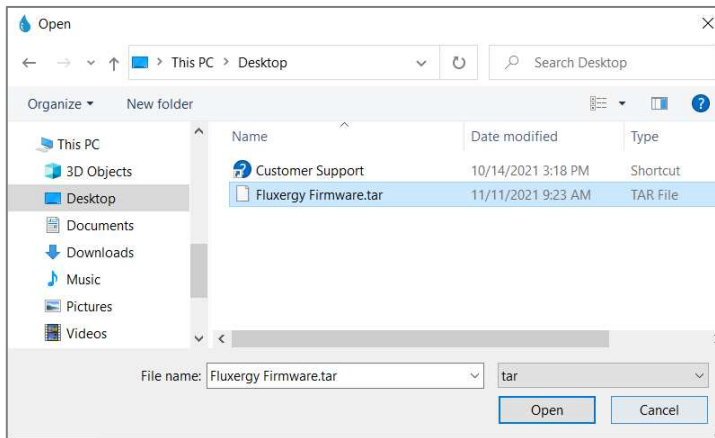 Open
This PC > Desktop
Search Desktop
Organize
New folder
?
Name
Date modified
Type
This PC
3D Objects
Desktop
Documents
Downloads
Music
Pictures
Videos
Customer Support
10/14/2021 3:18 PM
Shortcut
Fluxergy Firmware.tar
11/11/2021 9:23 AM
TAR File
File name: Fluxergy Firmware.tar
tar
Open
Cancel